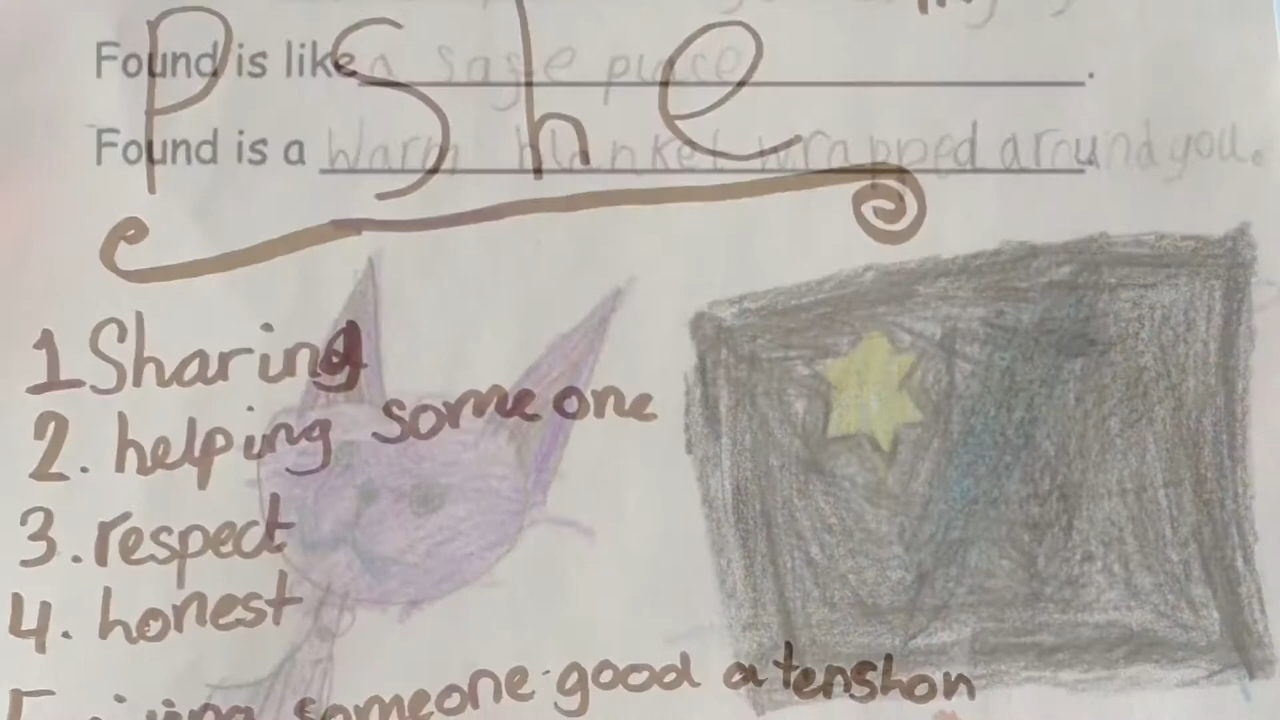 Pshe
Found is like a safe place.
Found is a Warm blanket wrapped around you.
1 Sharing
2. helping someone
3. respect
4. honest
someone good atenshon